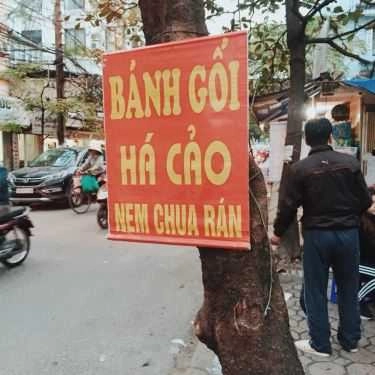 BÁNH GỐI
HÁ CẢO
NEM CHUA RÁN